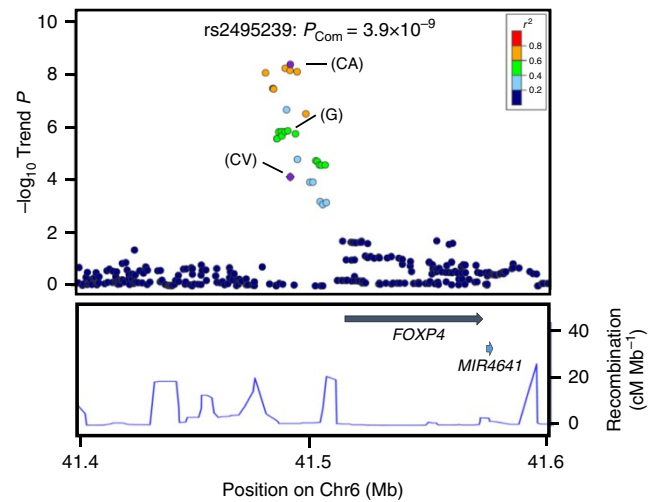 rs2495239: P_Com = 3.9×10⁻⁹
r²
0.8
0.6
0.4
0.2
(CA)
(G)
(CV)
10
8
6
4
2
0
−log₁₀ Trend P
FOXP4
MIR4641
40
20
0
Recombination
(cM Mb⁻¹)
41.4
41.5
41.6
Position on Chr6 (Mb)